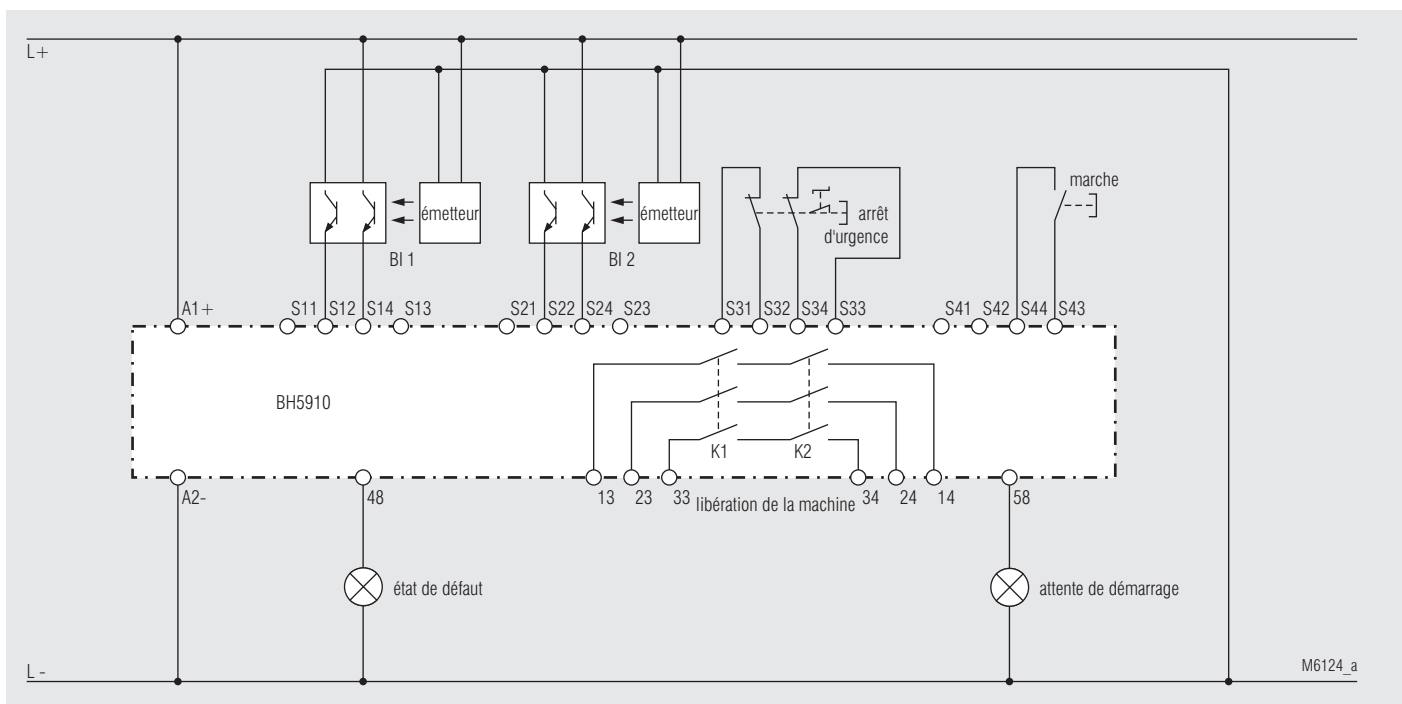 L+
émetteur
émetteur
marche
arrêt
d'urgence
BI 1
BI 2
A1+
S11 S12 S14 S13
S21 S22 S24 S23
S31 S32 S34 S33
S41 S42 S44 S43
BH5910
K1
K2
A2-
48
13 23 33 libération de la machine 34 24 14
58
état de défaut
attente de démarrage
L -
M6124_a